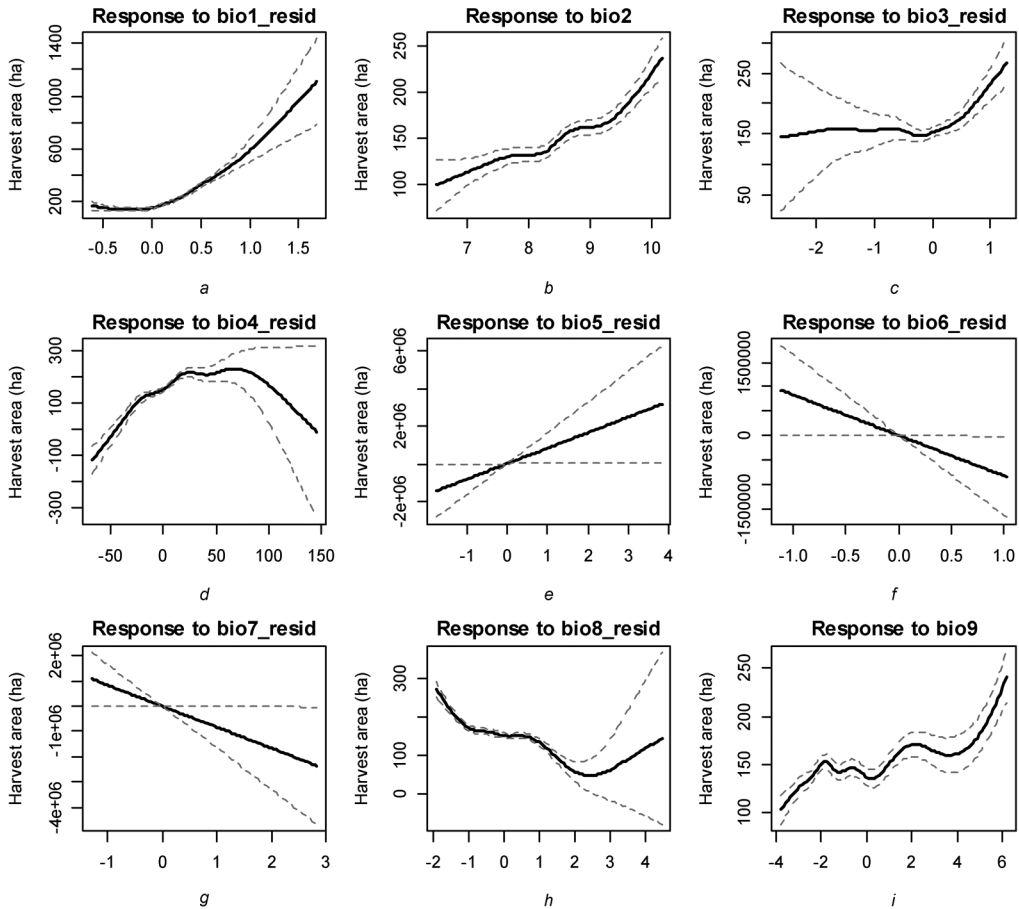 Response to bio1_resid
Harvest area (ha)
1400
1000
600
200
-0.5 0.0 0.5 1.0 1.5
a
Response to bio2
Harvest area (ha)
250
200
150
100
7 8 9 10
b
Response to bio3_resid
Harvest area (ha)
250
150
50
-2 -1 0 1
c
Response to bio4_resid
Harvest area (ha)
300
100
-100
-300
-50 0 50 100 150
d
Response to bio5_resid
Harvest area (ha)
6e+06
2e+06
-2e+06
-1 0 1 2 3 4
e
Response to bio6_resid
Harvest area (ha)
1500000
0
-1500000
-1.0 -0.5 0.0 0.5 1.0
f
Response to bio7_resid
Harvest area (ha)
2e+06
-1e+06
-4e+06
-1 0 1 2 3
g
Response to bio8_resid
Harvest area (ha)
300
100
0
-2 -1 0 1 2 3 4
h
Response to bio9
Harvest area (ha)
250
200
150
100
-4 -2 0 2 4 6
i